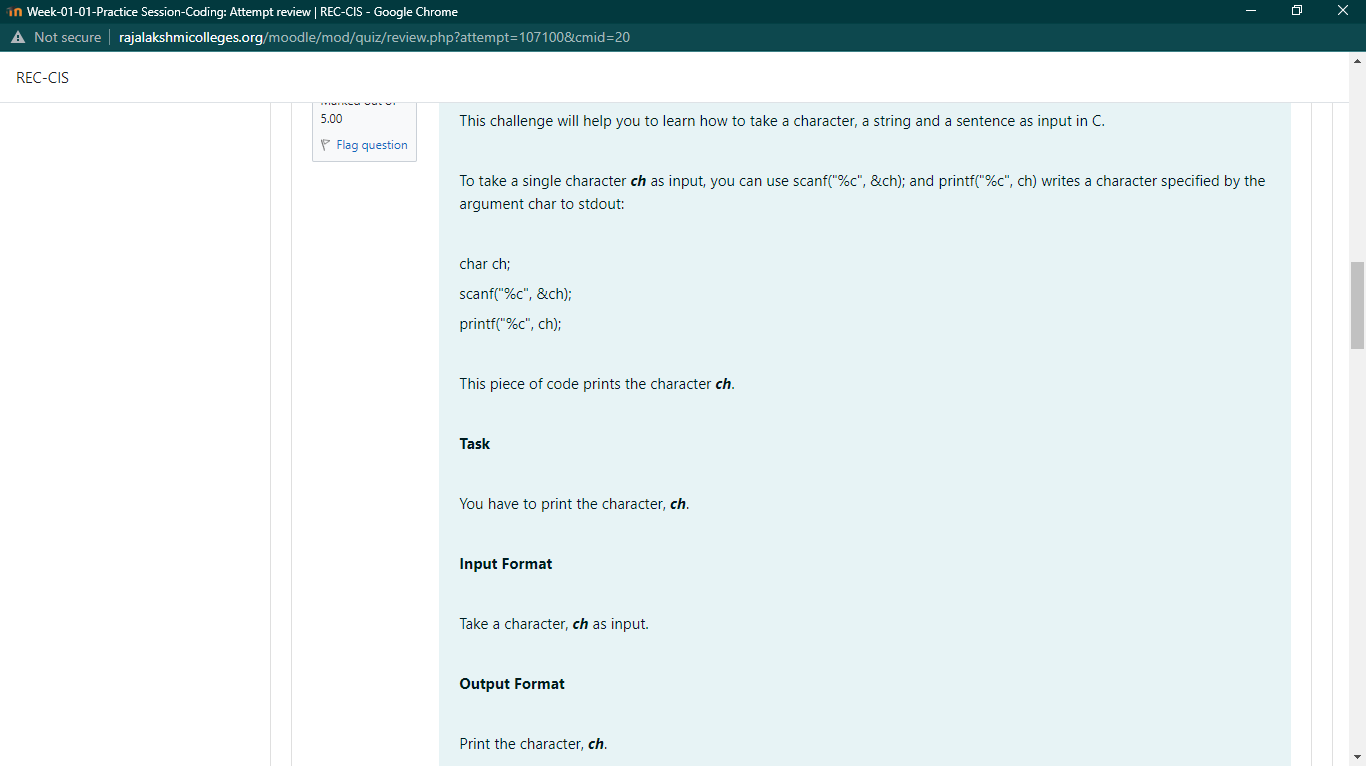 Week-01-01-Practice Session-Coding: Attempt review | REC-CIS - Google Chrome
Not secure | rajalakshmicolleges.org/moodle/mod/quiz/review.php?attempt=107100&cmid=20
REC-CIS
5.00
Flag question
This challenge will help you to learn how to take a character, a string and a sentence as input in C.
To take a single character ch as input, you can use scanf("%c", &ch); and printf("%c", ch) writes a character specified by the
argument char to stdout:
char ch;
scanf("%c", &ch);
printf("%c", ch);
This piece of code prints the character ch.
Task
You have to print the character, ch.
Input Format
Take a character, ch as input.
Output Format
Print the character, ch.